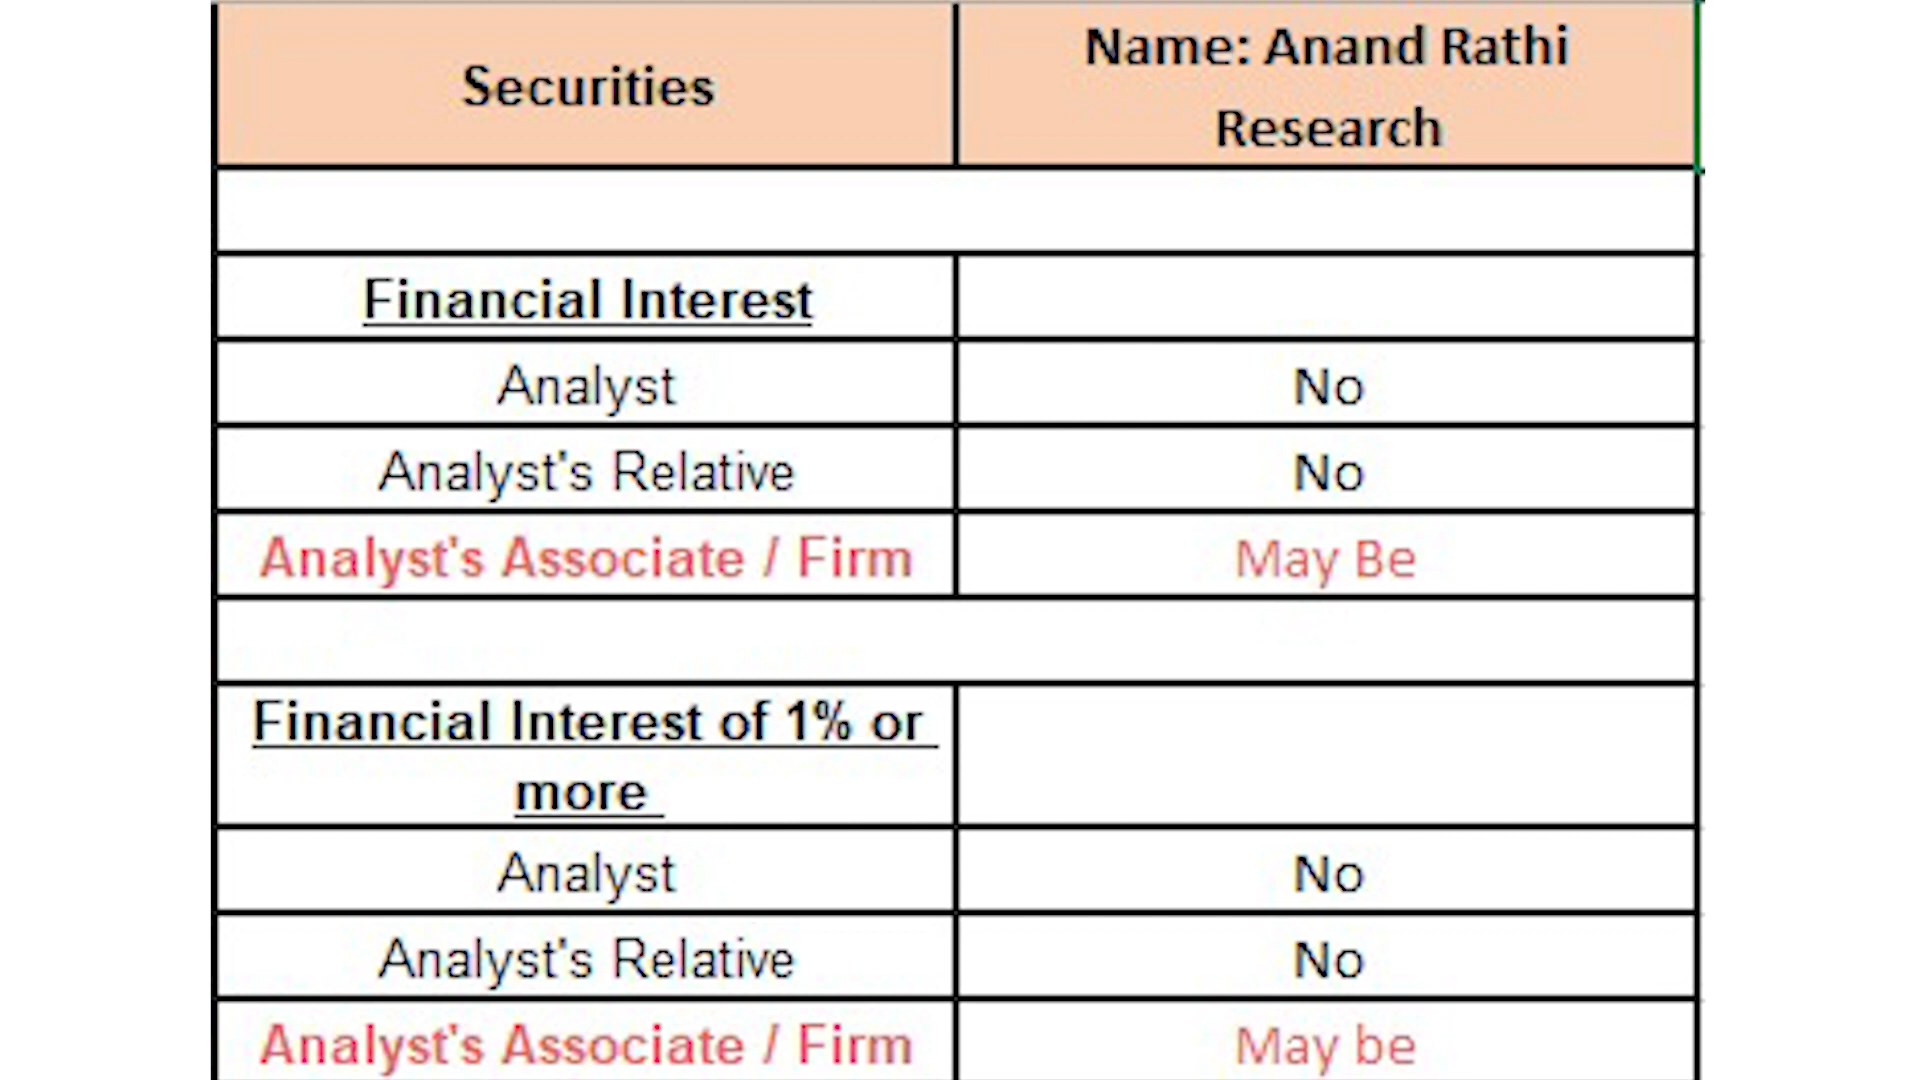 Securities
Name: Anand Rathi
Research
Financial Interest
Analyst
No
Analyst's Relative
No
Analyst's Associate / Firm
May Be
Financial Interest of 1% or
more
Analyst
No
Analyst's Relative
No
Analyst's Associate / Firm
May be